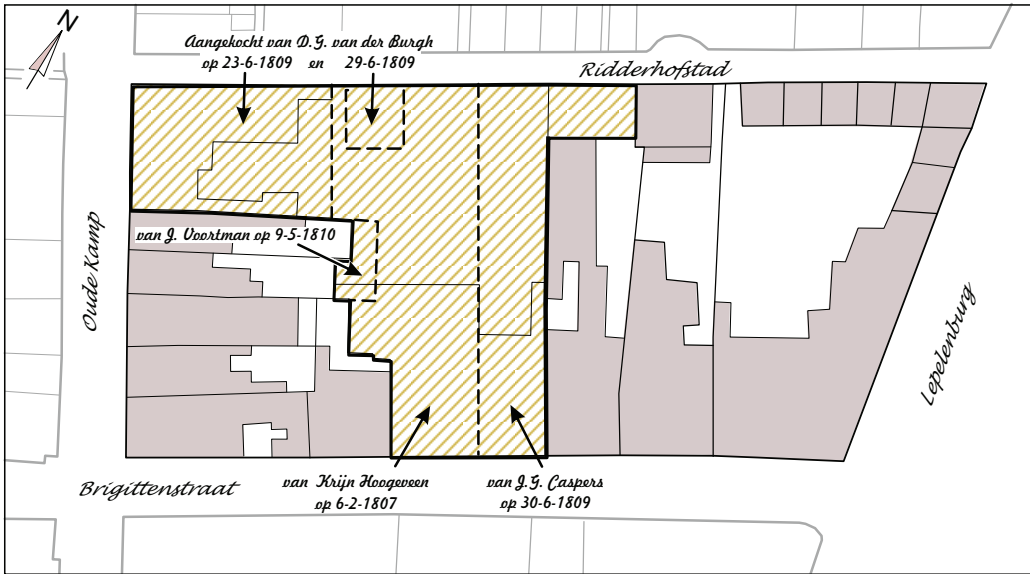 N
Aangekocht van D.G. van der Burgh
op 23-6-1809 en 29-6-1809
Ridderhofstad
van J. Voortman op 9-5-1810
Oude Kamp
Lepelenburg
van Krijn Hoogeveen
op 6-2-1807
van J.G. Caspers
op 30-6-1809
Brigittenstraat